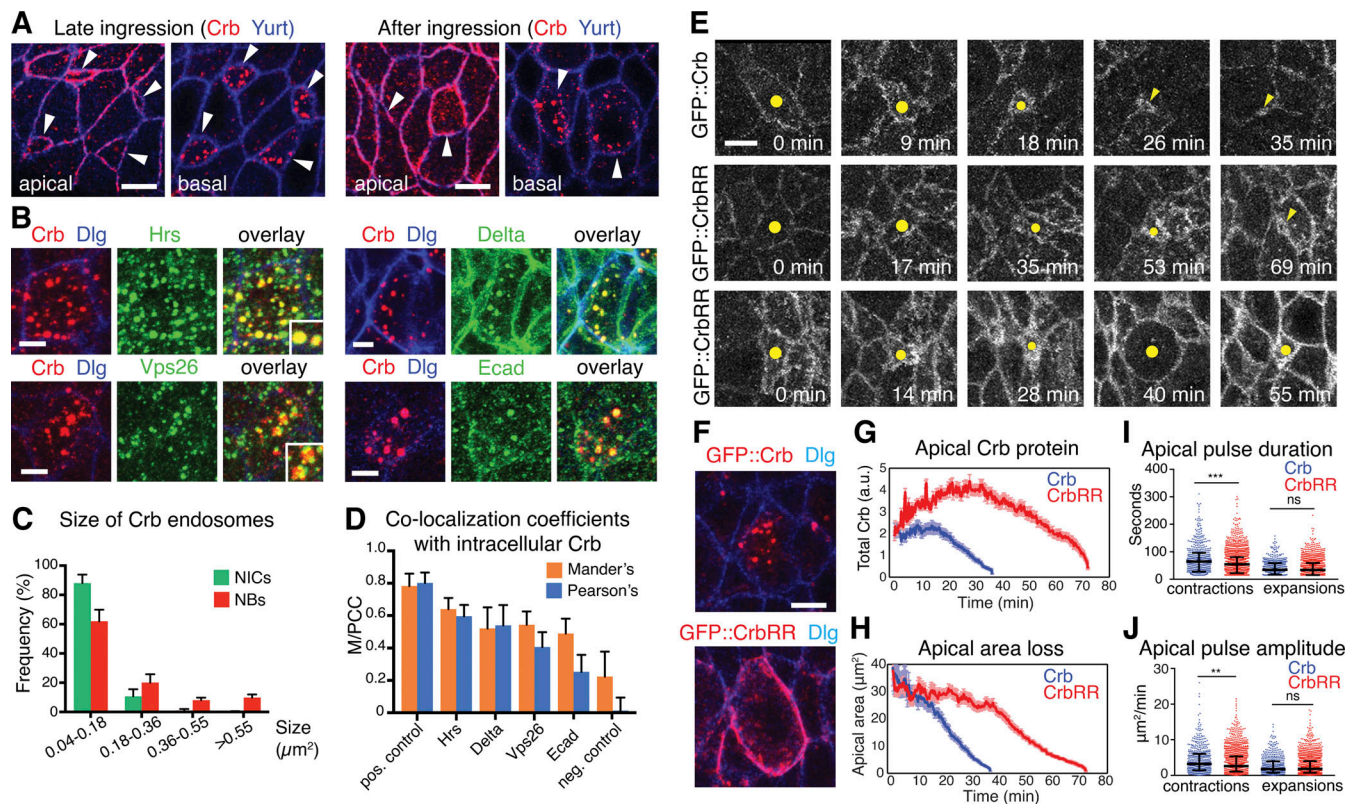 A
Late ingression (Crb Yurt)
After ingression (Crb Yurt)
apical
basal
apical
basal
B
Crb Dlg
Hrs
overlay
Crb Dlg
Delta
overlay
Crb Dlg
Vps26
overlay
Crb Dlg
Ecad
overlay
C
Size of Crb endosomes
Frequency (%)
100
80
60
40
20
0
NICs
NBs
0.04-0.18
0.18-0.36
0.36-0.55
>0.55
Size
(µm²)
D
Co-localization coefficients
with intracellular Crb
M/PCC
1.0
0.8
0.6
0.4
0.2
0
Mander's
Pearson's
pos. control
Hrs
Delta
Vps26
Ecad
neg. control
E
GFP::Crb
0 min
9 min
18 min
26 min
35 min
GFP::CrbRR
0 min
17 min
35 min
53 min
69 min
GFP::CrbRR
0 min
14 min
28 min
40 min
55 min
F
GFP::Crb Dlg
GFP::CrbRR Dlg
G
Apical Crb protein
Total Crb (a.u.)
5
4
3
2
1
0
Crb
CrbRR
0 10 20 30 40 50 60 70 80
Time (min)
H
Apical area loss
Apical area (µm²)
40
30
20
10
0
Crb
CrbRR
0 10 20 30 40 50 60 70 80
Time (min)
I
Apical pulse duration
Seconds
400
300
200
100
0
Crb
CrbRR
***
ns
contractions
expansions
J
Apical pulse amplitude
µm²/min
30
20
10
0
Crb
CrbRR
**
ns
contractions
expansions